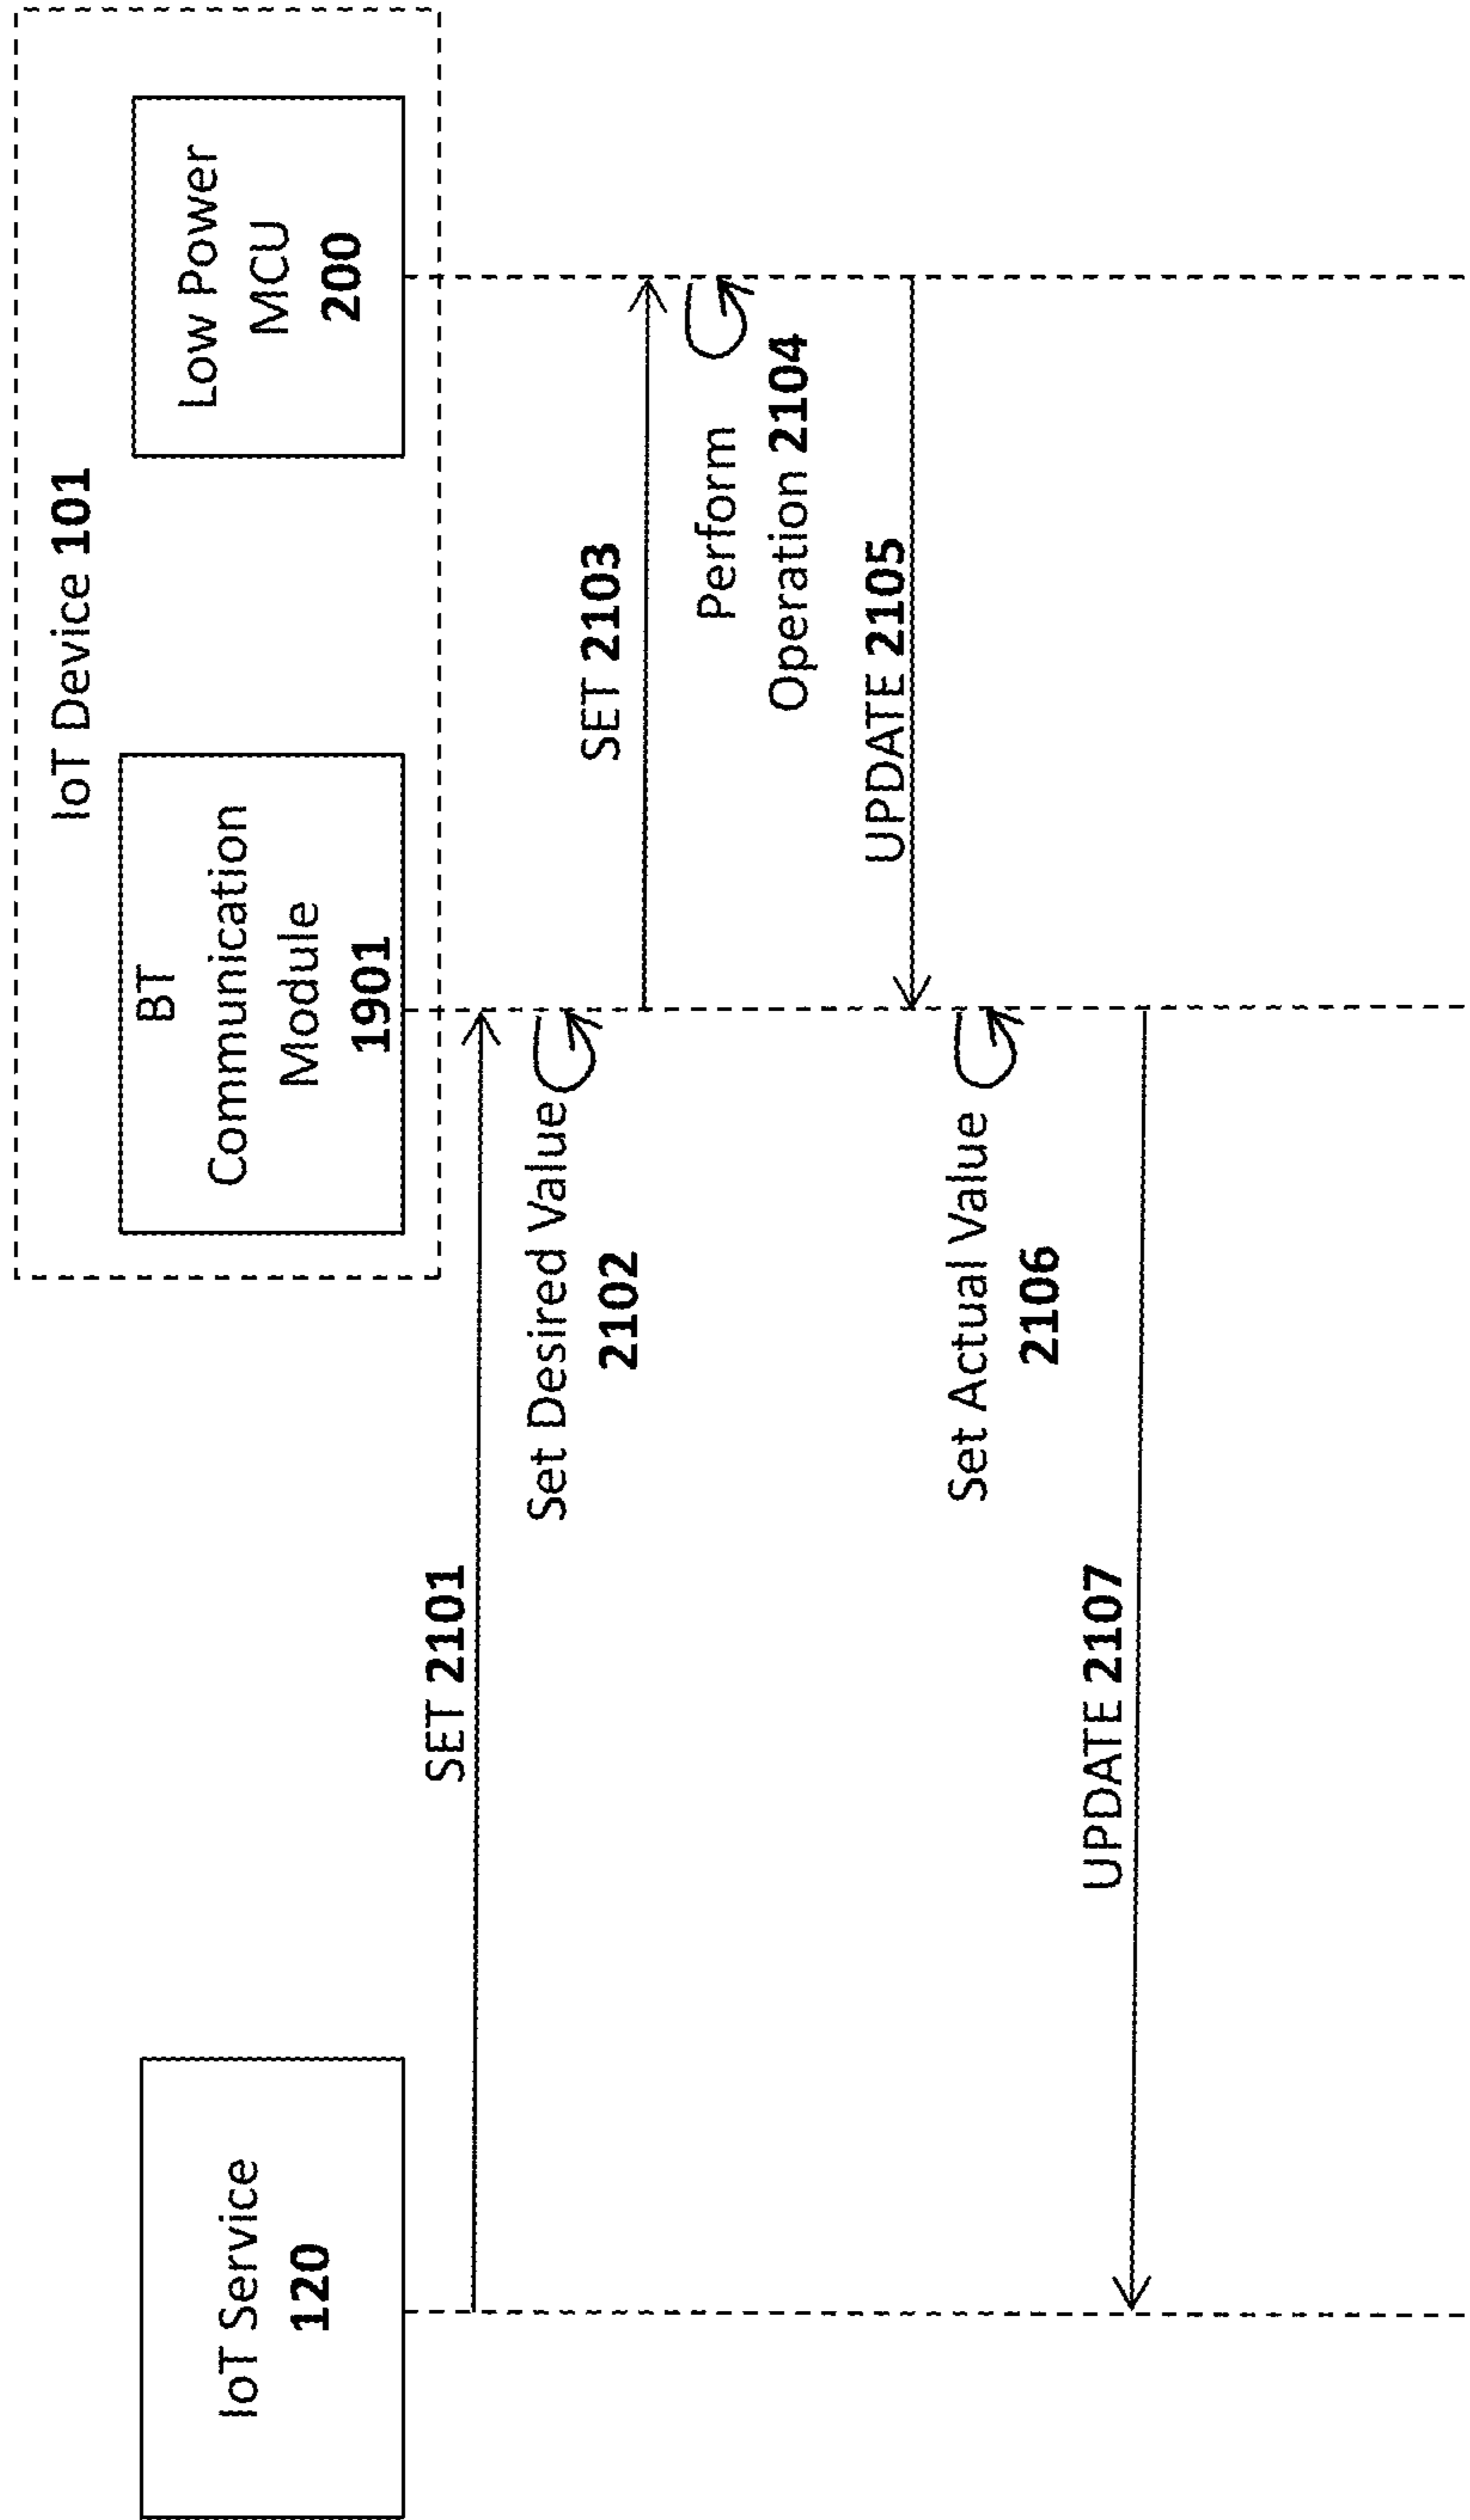 IoT Device 101
IoT Service
120
BT
Communication
Module
1901
Low Power
MCU
200
SET 2101
Set Desired Value
2102
SET 2103
Perform
Operation 2104
UPDATE 2105
Set Actual Value
2106
UPDATE 2107